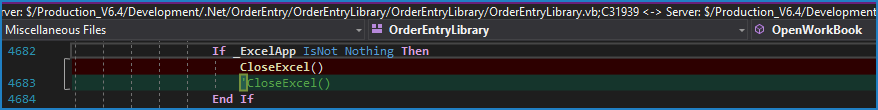 rver: $/Production_V6.4/Development/.Net/OrderEntry/OrderEntryLibrary/OrderEntryLibrary/OrderEntryLibrary.vb;C31939 <-> Server: $/Production_V6.4/Developmen
Miscellaneous Files OrderEntryLibrary OpenWorkBook
4682 If _ExcelApp IsNot Nothing Then
CloseExcel()
4683 'CloseExcel()
4684 End If